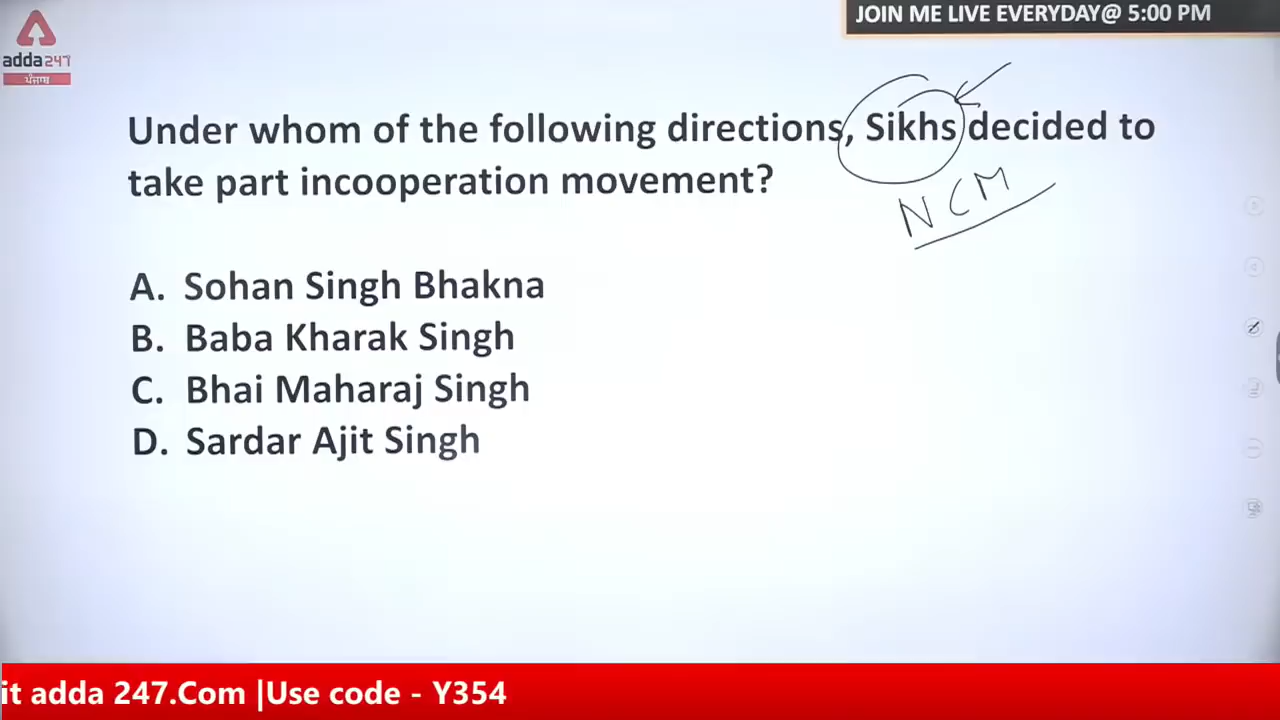 JOIN ME LIVE EVERYDAY@ 5:00 PM
adda247
ਪੰਜਾਬ
Under whom of the following directions, Sikhs decided to
take part incooperation movement?
NCM
A. Sohan Singh Bhakna
B. Baba Kharak Singh
C. Bhai Maharaj Singh
D. Sardar Ajit Singh
it adda 247.Com |Use code - Y354